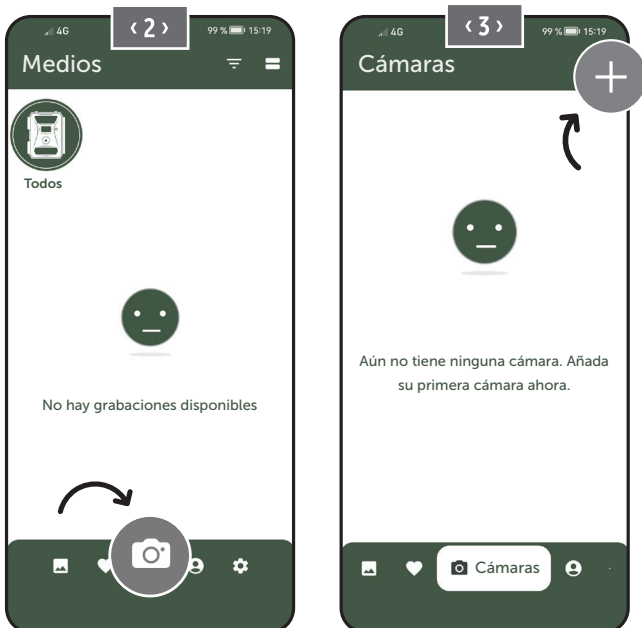 ‹ 2 ›
4G 99 % 15:19
Medios
Todos
No hay grabaciones disponibles
‹ 3 ›
4G 99 % 15:19
Cámaras
Aún no tiene ninguna cámara. Añada
su primera cámara ahora.
Cámaras